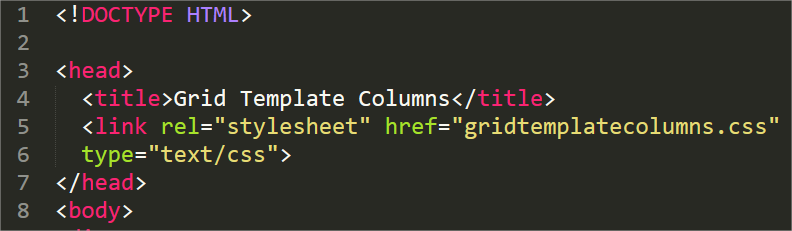 1 <!DOCTYPE HTML>
2
3 <head>
4 <title>Grid Template Columns</title>
5 <link rel="stylesheet" href="gridtemplatecolumns.css"
6 type="text/css">
7 </head>
8 <body>